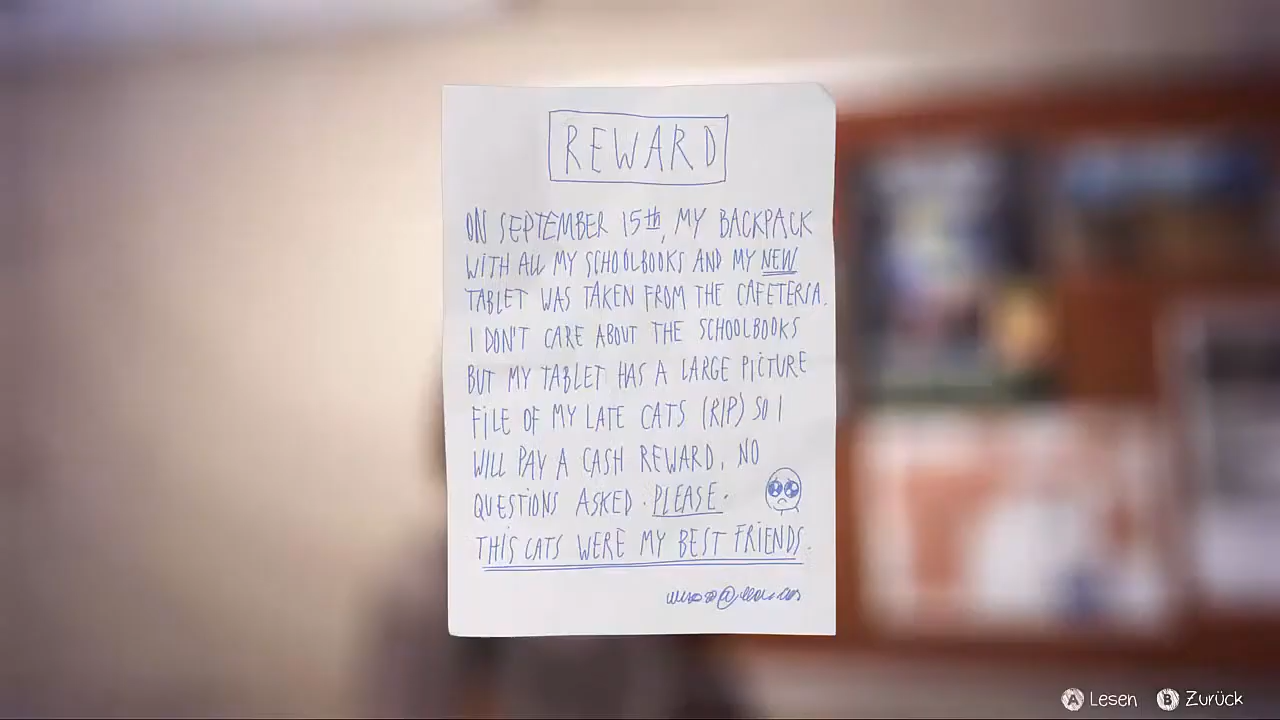 REWARD
ON SEPTEMBER 15th, MY BACKPACK
WITH ALL MY SCHOOLBOOKS AND MY NEW
TABLET WAS TAKEN FROM THE CAFETERIA.
I DON'T CARE ABOUT THE SCHOOLBOOKS
BUT MY TABLET HAS A LARGE PICTURE
FILE OF MY LATE CATS (RIP) SO I
WILL PAY A CASH REWARD, NO
QUESTIONS ASKED. PLEASE.
THIS CATS WERE MY BEST FRIENDS.
A Lesen B Zurück